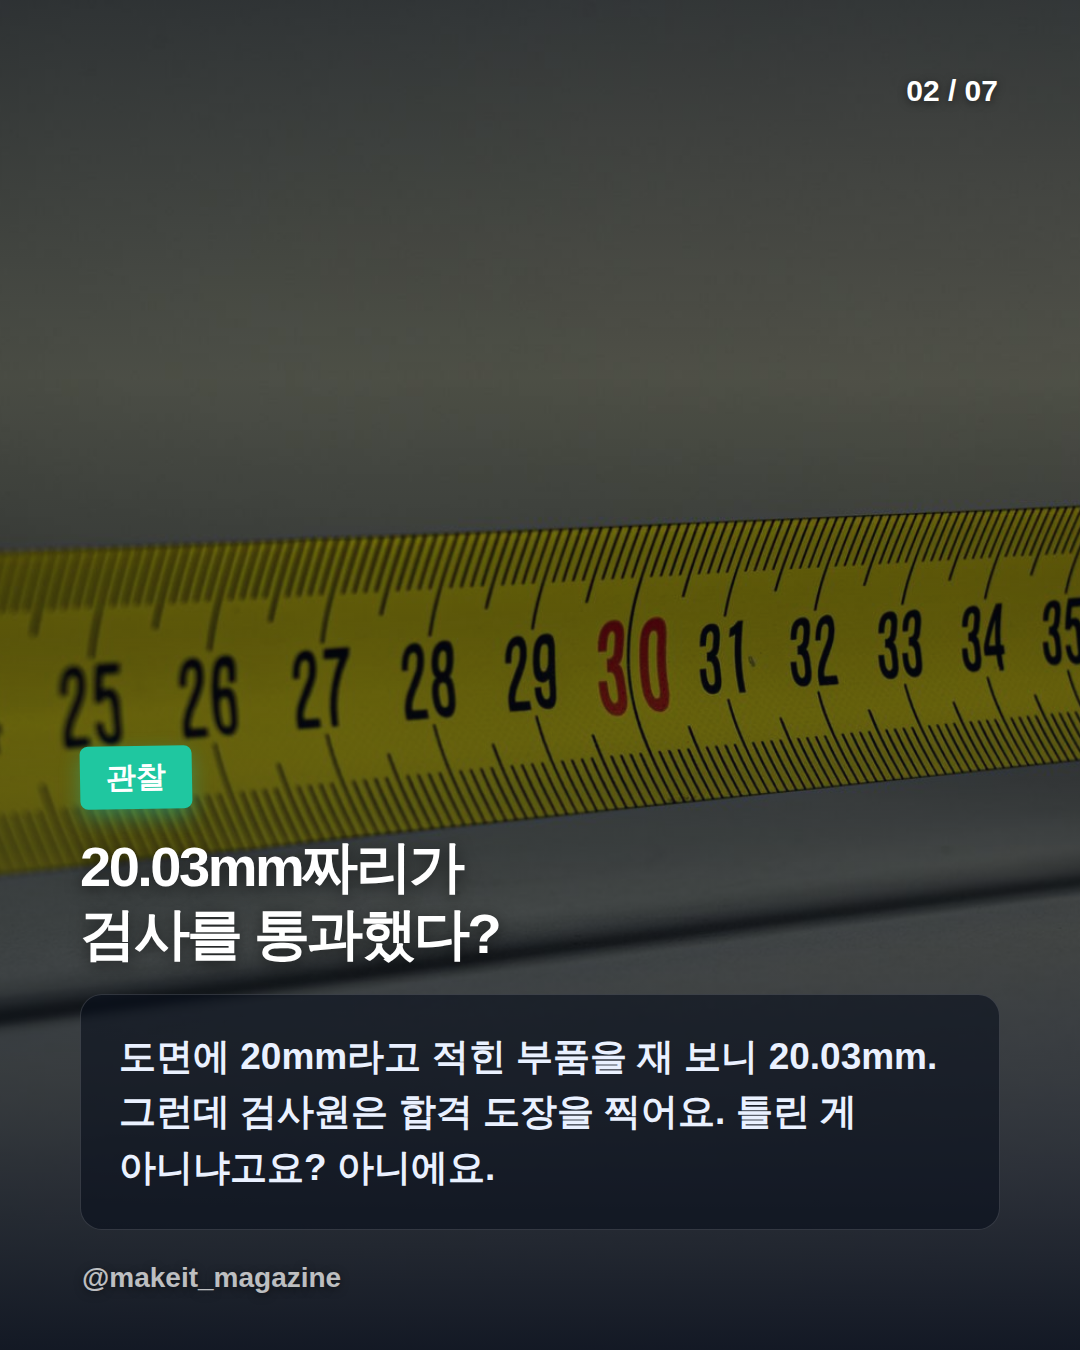 02 / 07
25 26 27 28 29 30 31 32 33 34 35
관찰
20.03mm짜리가
검사를 통과했다?
도면에 20mm라고 적힌 부품을 재 보니 20.03mm.
그런데 검사원은 합격 도장을 찍어요. 틀린 게
아니냐고요? 아니에요.
@makeit_magazine